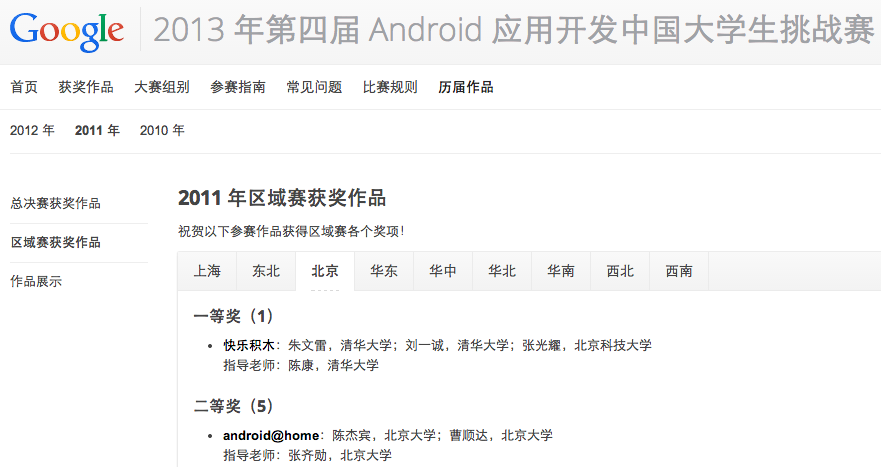 Google 2013 年第四届 Android 应用开发中国大学生挑战赛
首页 获奖作品 大赛组别 参赛指南 常见问题 比赛规则 历届作品
2012 年 2011 年 2010 年
总决赛获奖作品
区域赛获奖作品
作品展示
2011 年区域赛获奖作品
祝贺以下参赛作品获得区域赛各个奖项！
上海 东北 北京 华东 华中 华北 华南 西北 西南
一等奖（1）
• 快乐积木：朱文雷，清华大学；刘一诚，清华大学；张光耀，北京科技大学
指导老师：陈康，清华大学
二等奖（5）
• android@home：陈杰宾，北京大学；曹顺达，北京大学
指导老师：张齐勋，北京大学